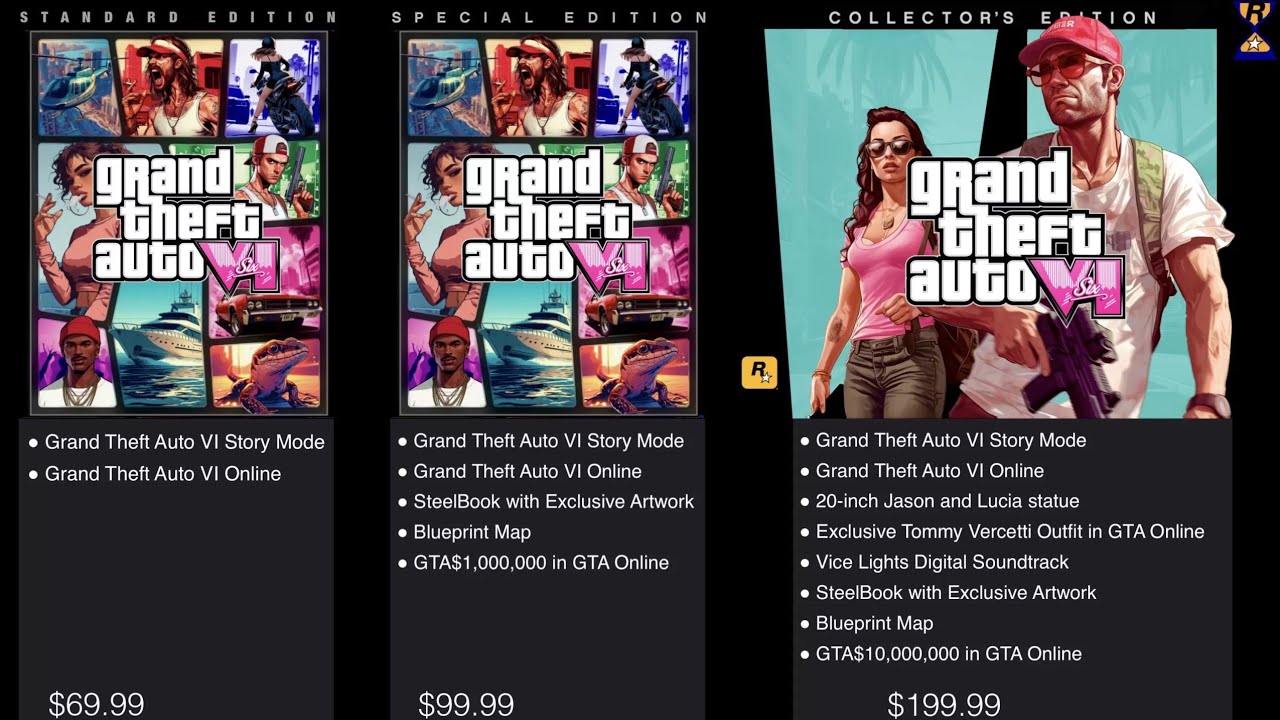 STANDARD EDITION
grand
theft
auto VI
Six
● Grand Theft Auto VI Story Mode
● Grand Theft Auto VI Online
$69.99
SPECIAL EDITION
grand
theft
auto VI
Six
● Grand Theft Auto VI Story Mode
● Grand Theft Auto VI Online
● SteelBook with Exclusive Artwork
● Blueprint Map
● GTA$1,000,000 in GTA Online
$99.99
COLLECTOR'S EDITION
R
grand
theft
auto VI
Six
R
● Grand Theft Auto VI Story Mode
● Grand Theft Auto VI Online
● 20-inch Jason and Lucia statue
● Exclusive Tommy Vercetti Outfit in GTA Online
● Vice Lights Digital Soundtrack
● SteelBook with Exclusive Artwork
● Blueprint Map
● GTA$10,000,000 in GTA Online
$199.99